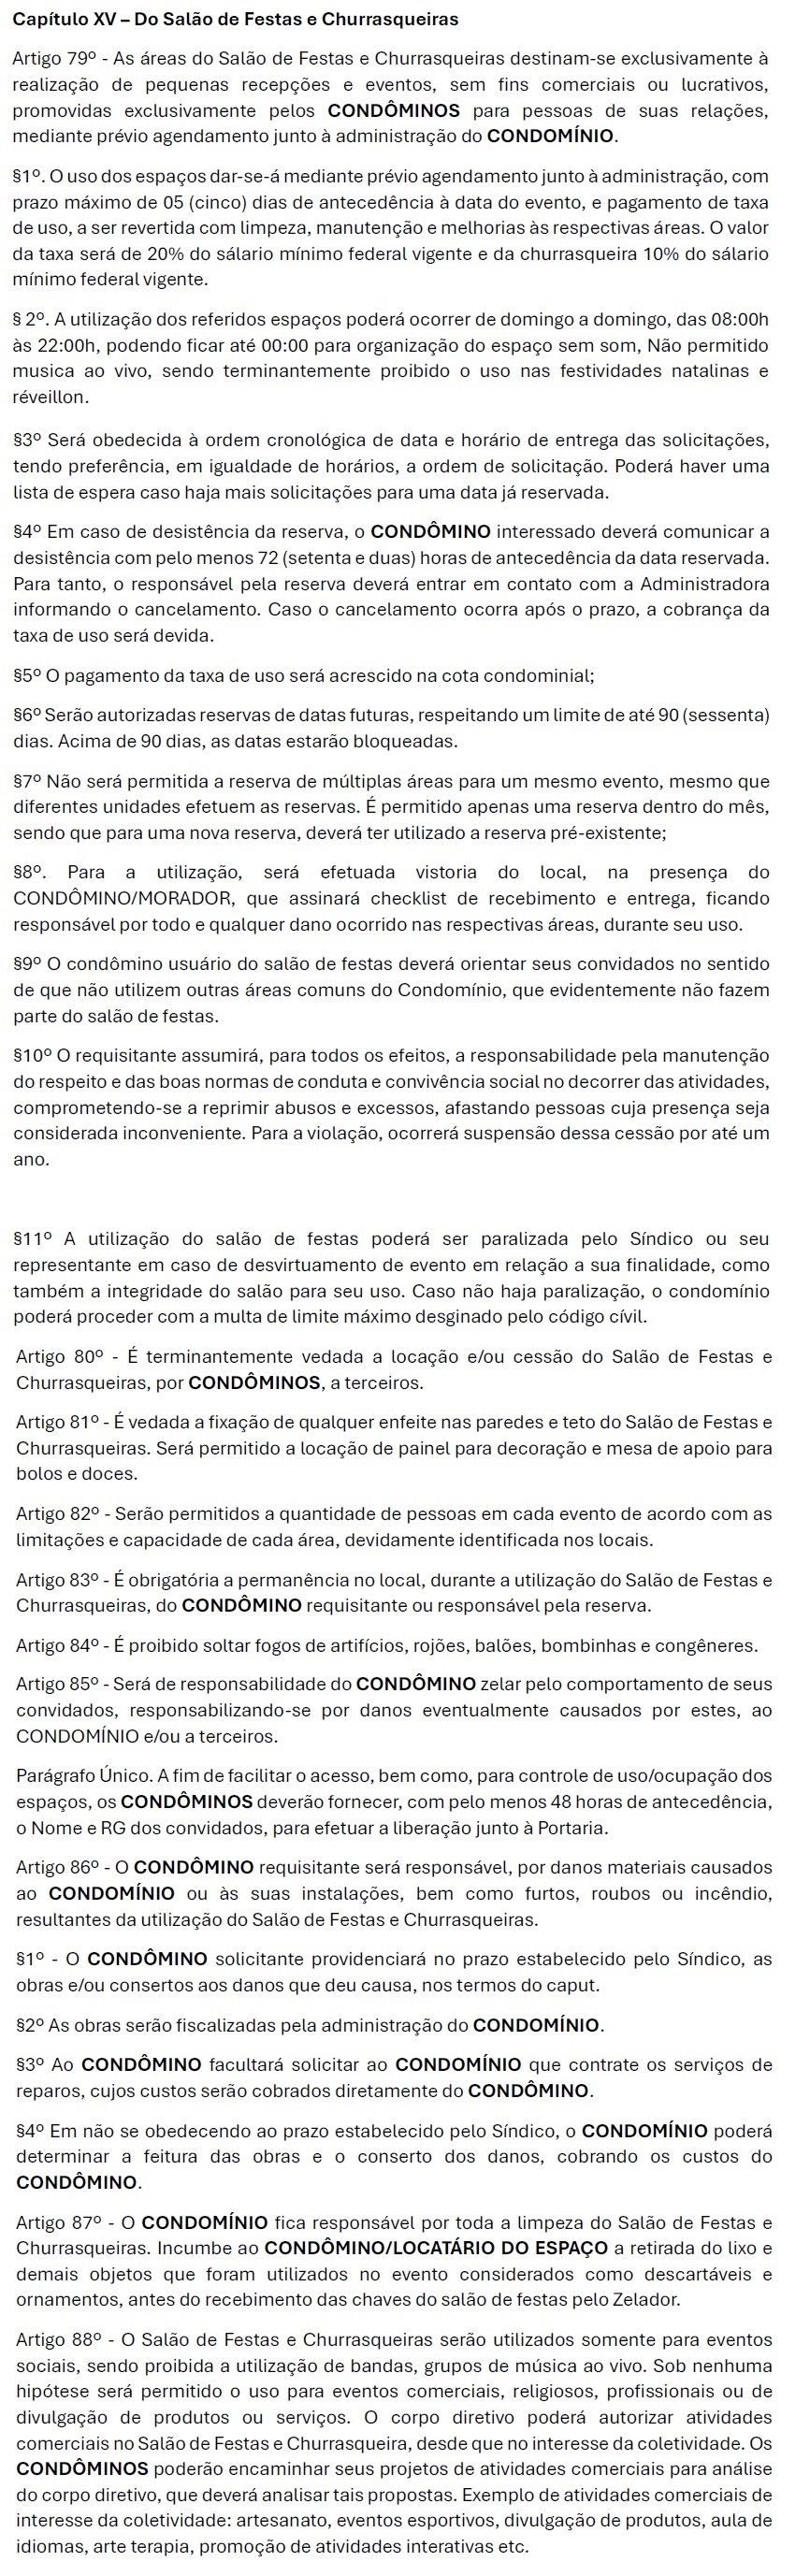 Capítulo XV – Do Salão de Festas e Churrasqueiras
Artigo 79º - As áreas do Salão de Festas e Churrasqueiras destinam-se exclusivamente à
realização de pequenas recepções e eventos, sem fins comerciais ou lucrativos,
promovidas exclusivamente pelos CONDÔMINOS para pessoas de suas relações,
mediante prévio agendamento junto à administração do CONDOMÍNIO.
§1º. O uso dos espaços dar-se-á mediante prévio agendamento junto à administração, com
prazo máximo de 05 (cinco) dias de antecedência à data do evento, e pagamento de taxa
de uso, a ser revertida com limpeza, manutenção e melhorias às respectivas áreas. O valor
da taxa será de 20% do sálario mínimo federal vigente e da churrasqueira 10% do sálario
mínimo federal vigente.
§ 2º. A utilização dos referidos espaços poderá ocorrer de domingo a domingo, das 08:00h
às 22:00h, podendo ficar até 00:00 para organização do espaço sem som, Não permitido
musica ao vivo, sendo terminantemente proibido o uso nas festividades natalinas e
réveillon.
§3º Será obedecida à ordem cronológica de data e horário de entrega das solicitações,
tendo preferência, em igualdade de horários, a ordem de solicitação. Poderá haver uma
lista de espera caso haja mais solicitações para uma data já reservada.
§4º Em caso de desistência da reserva, o CONDÔMINO interessado deverá comunicar a
desistência com pelo menos 72 (setenta e duas) horas de antecedência da data reservada.
Para tanto, o responsável pela reserva deverá entrar em contato com a Administradora
informando o cancelamento. Caso o cancelamento ocorra após o prazo, a cobrança da
taxa de uso será devida.
§5º O pagamento da taxa de uso será acrescido na cota condominial;
§6º Serão autorizadas reservas de datas futuras, respeitando um limite de até 90 (sessenta)
dias. Acima de 90 dias, as datas estarão bloqueadas.
§7º Não será permitida a reserva de múltiplas áreas para um mesmo evento, mesmo que
diferentes unidades efetuem as reservas. É permitido apenas uma reserva dentro do mês,
sendo que para uma nova reserva, deverá ter utilizado a reserva pré-existente;
§8º. Para a utilização, será efetuada vistoria do local, na presença do
CONDÔMINO/MORADOR, que assinará checklist de recebimento e entrega, ficando
responsável por todo e qualquer dano ocorrido nas respectivas áreas, durante seu uso.
§9º O condômino usuário do salão de festas deverá orientar seus convidados no sentido
de que não utilizem outras áreas comuns do Condomínio, que evidentemente não fazem
parte do salão de festas.
§10º O requisitante assumirá, para todos os efeitos, a responsabilidade pela manutenção
do respeito e das boas normas de conduta e convivência social no decorrer das atividades,
comprometendo-se a reprimir abusos e excessos, afastando pessoas cuja presença seja
considerada inconveniente. Para a violação, ocorrerá suspensão dessa cessão por até um
ano.
§11º A utilização do salão de festas poderá ser paralizada pelo Síndico ou seu
representante em caso de desvirtuamento de evento em relação a sua finalidade, como
também a integridade do salão para seu uso. Caso não haja paralização, o condomínio
poderá proceder com a multa de limite máximo desginado pelo código cívil.
Artigo 80º - É terminantemente vedada a locação e/ou cessão do Salão de Festas e
Churrasqueiras, por CONDÔMINOS, a terceiros.
Artigo 81º - É vedada a fixação de qualquer enfeite nas paredes e teto do Salão de Festas e
Churrasqueiras. Será permitido a locação de painel para decoração e mesa de apoio para
bolos e doces.
Artigo 82º - Serão permitidos a quantidade de pessoas em cada evento de acordo com as
limitações e capacidade de cada área, devidamente identificada nos locais.
Artigo 83º - É obrigatória a permanência no local, durante a utilização do Salão de Festas e
Churrasqueiras, do CONDÔMINO requisitante ou responsável pela reserva.
Artigo 84º - É proibido soltar fogos de artifícios, rojões, balões, bombinhas e congêneres.
Artigo 85º - Será de responsabilidade do CONDÔMINO zelar pelo comportamento de seus
convidados, responsabilizando-se por danos eventualmente causados por estes, ao
CONDOMÍNIO e/ou a terceiros.
Parágrafo Único. A fim de facilitar o acesso, bem como, para controle de uso/ocupação dos
espaços, os CONDÔMINOS deverão fornecer, com pelo menos 48 horas de antecedência,
o Nome e RG dos convidados, para efetuar a liberação junto à Portaria.
Artigo 86º - O CONDÔMINO requisitante será responsável, por danos materiais causados
ao CONDOMÍNIO ou às suas instalações, bem como furtos, roubos ou incêndio,
resultantes da utilização do Salão de Festas e Churrasqueiras.
§1º - O CONDÔMINO solicitante providenciará no prazo estabelecido pelo Síndico, as
obras e/ou consertos aos danos que deu causa, nos termos do caput.
§2º As obras serão fiscalizadas pela administração do CONDOMÍNIO.
§3º Ao CONDÔMINO facultará solicitar ao CONDOMÍNIO que contrate os serviços de
reparos, cujos custos serão cobrados diretamente do CONDÔMINO.
§4º Em não se obedecendo ao prazo estabelecido pelo Síndico, o CONDOMÍNIO poderá
determinar a feitura das obras e o conserto dos danos, cobrando os custos do
CONDÔMINO.
Artigo 87º - O CONDOMÍNIO fica responsável por toda a limpeza do Salão de Festas e
Churrasqueiras. Incumbe ao CONDÔMINO/LOCATÁRIO DO ESPAÇO a retirada do lixo e
demais objetos que foram utilizados no evento considerados como descartáveis e
ornamentos, antes do recebimento das chaves do salão de festas pelo Zelador.
Artigo 88º - O Salão de Festas e Churrasqueiras serão utilizados somente para eventos
sociais, sendo proibida a utilização de bandas, grupos de música ao vivo. Sob nenhuma
hipótese será permitido o uso para eventos comerciais, religiosos, profissionais ou de
divulgação de produtos ou serviços. O corpo diretivo poderá autorizar atividades
comerciais no Salão de Festas e Churrasqueira, desde que no interesse da coletividade. Os
CONDÔMINOS poderão encaminhar seus projetos de atividades comerciais para análise
do corpo diretivo, que deverá analisar tais propostas. Exemplo de atividades comerciais de
interesse da coletividade: artesanato, eventos esportivos, divulgação de produtos, aula de
idiomas, arte terapia, promoção de atividades interativas etc.